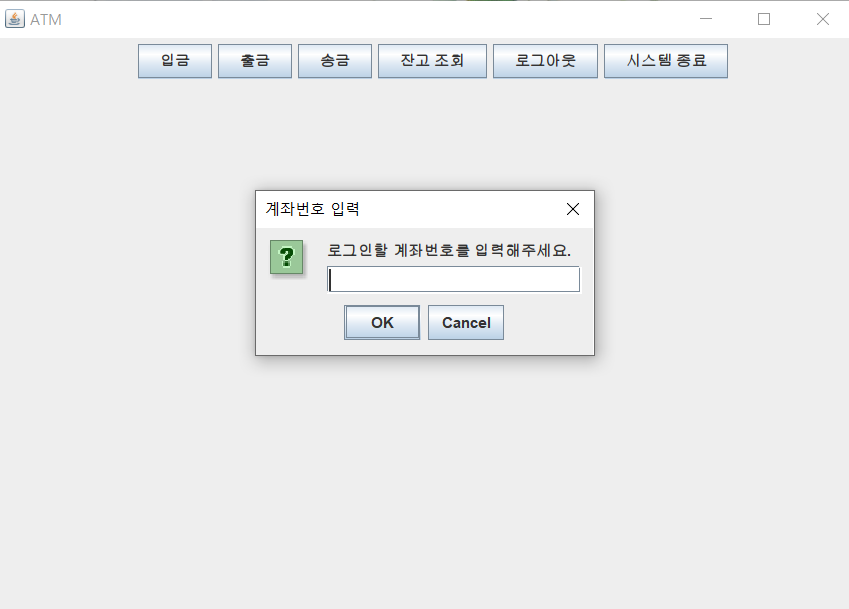 ATM
입금 출금 송금 잔고 조회 로그아웃 시스템 종료
계좌번호 입력
?
로그인할 계좌번호를 입력해주세요.
OK Cancel